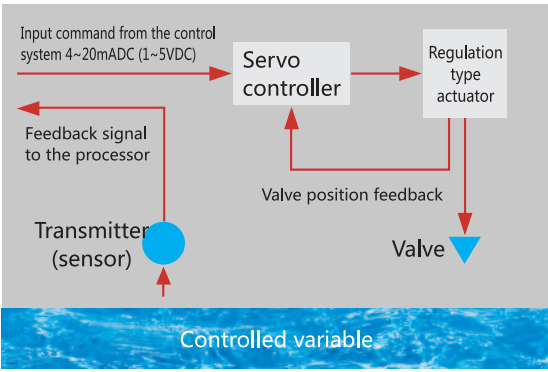 Input command from the control
system 4~20mADC (1~5VDC)
Servo
controller
Regulation
type
actuator
Feedback signal
to the processor
Valve position feedback
Transmitter
(sensor)
Valve
Controlled variable